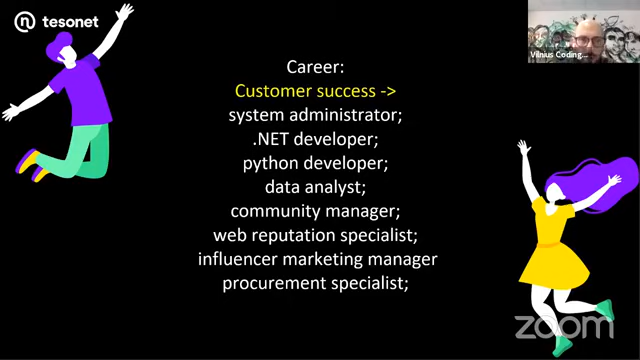 tesonet
Vilnius Coding...
Career:
Customer success ->
system administrator;
.NET developer;
python developer;
data analyst;
community manager;
web reputation specialist;
influencer marketing manager
procurement specialist;
zoom